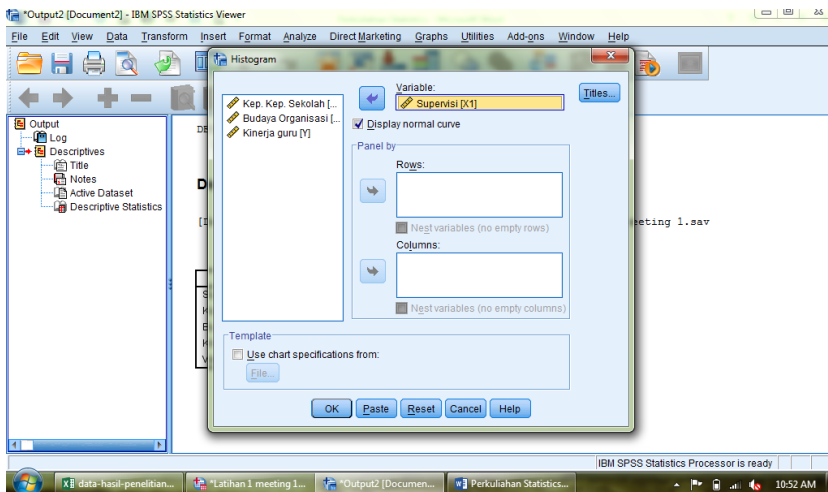 *Output2 [Document2] - IBM SPSS Statistics Viewer
File Edit View Data Transform Insert Format Analyze Direct Marketing Graphs Utilities Add-ons Window Help
Histogram
Output
Log
Descriptives
Title
Notes
Active Dataset
Descriptive Statistics
Kep. Kep. Sekolah [...
Budaya Organisasi [...
Kinerja guru [Y]
Variable:
Supervisi [X1]
Titles...
Display normal curve
Panel by
Rows:
Nest variables (no empty rows)
Columns:
Nest variables (no empty columns)
Template
Use chart specifications from:
File...
OK Paste Reset Cancel Help
DE
D
[D
eeting 1.sav
S
K
B
K
V
IBM SPSS Statistics Processor is ready
data-hasil-penelitian... *Latihan 1 meeting 1... *Output2 [Documen... Perkuliahan Statistics...
10:52 AM